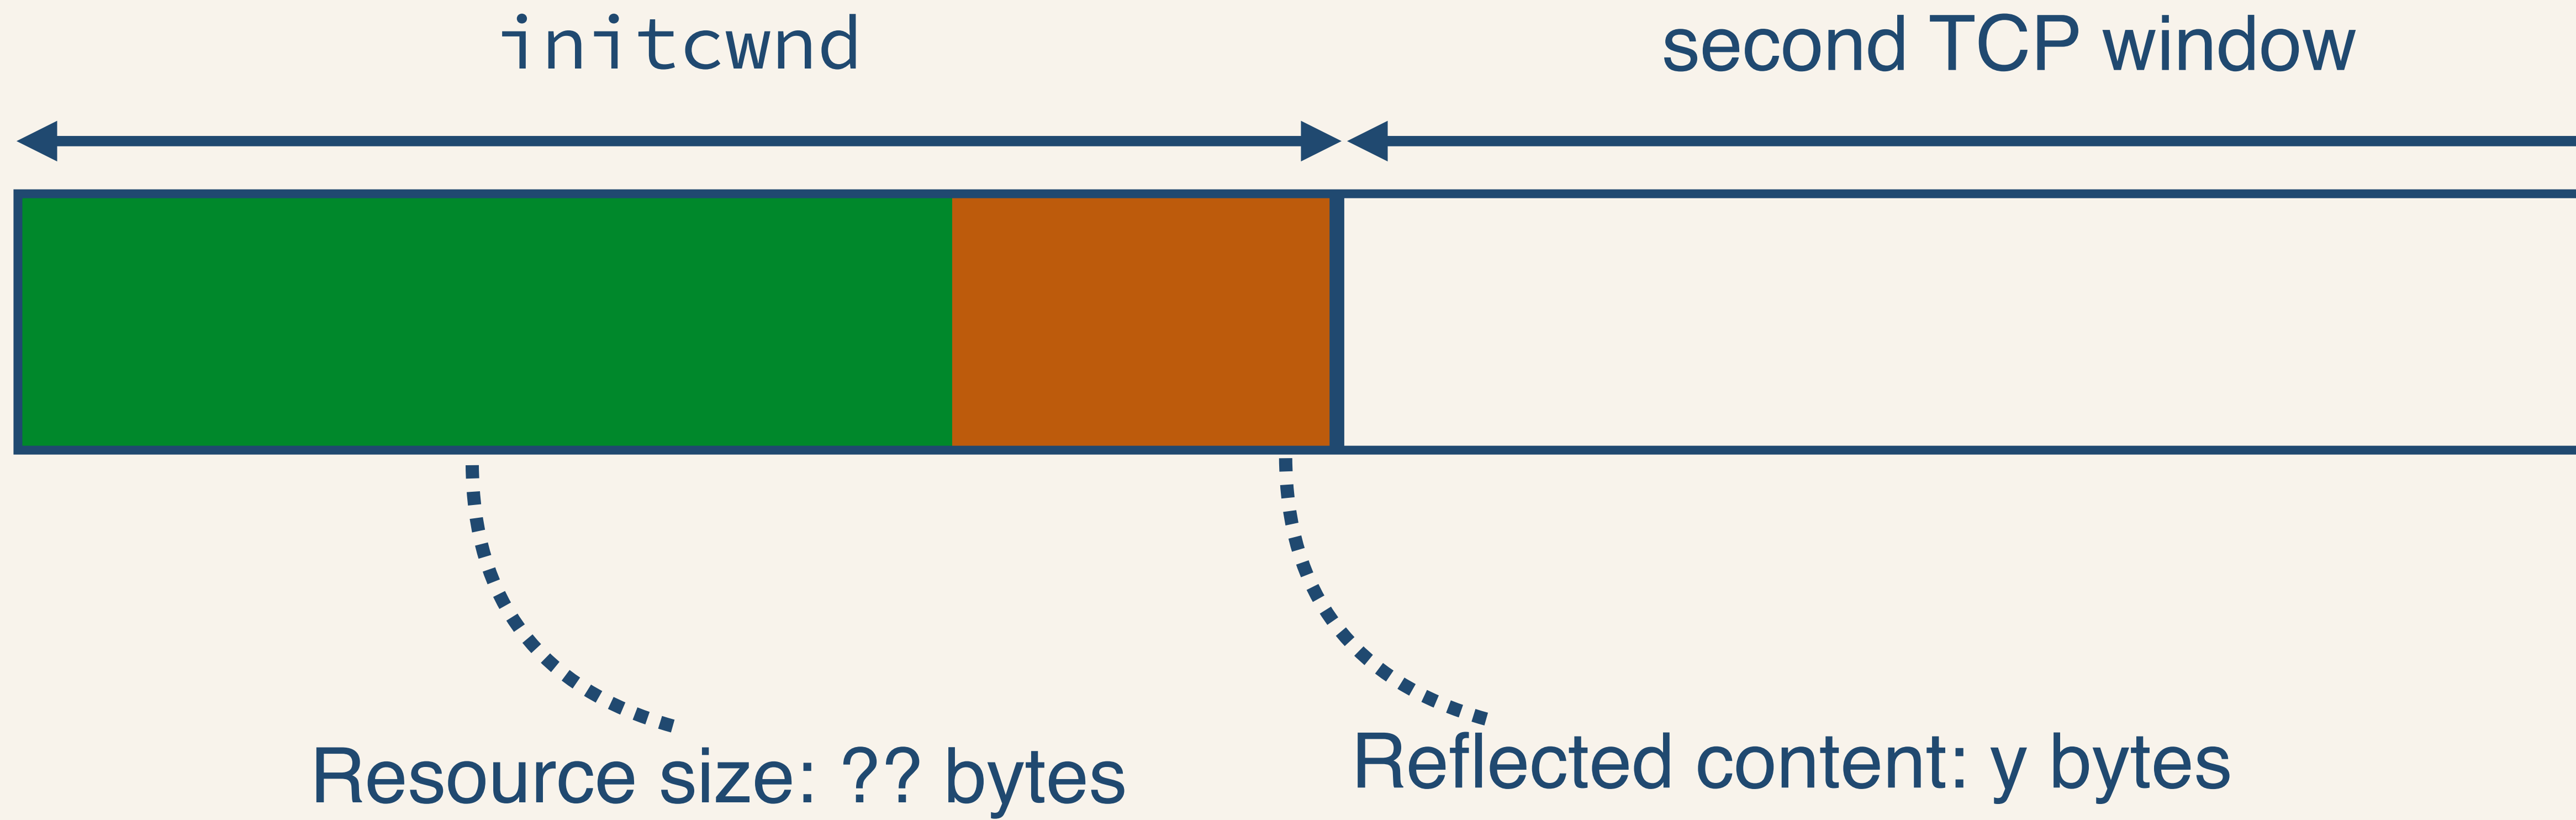 initcwnd
second TCP window
Resource size: ?? bytes
Reflected content: y bytes